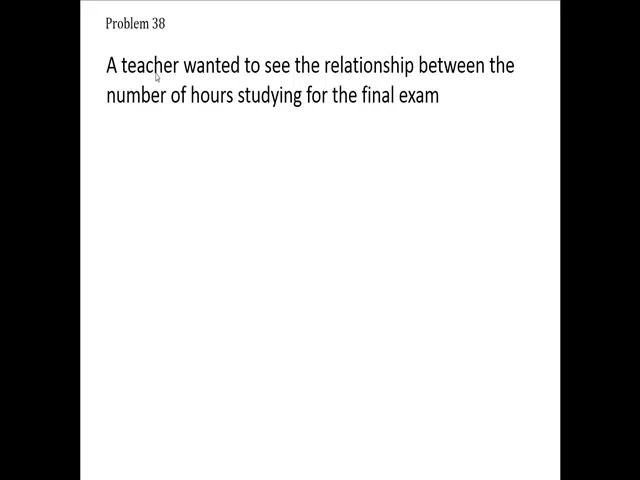 Problem 38
A teacher wanted to see the relationship between the
number of hours studying for the final exam